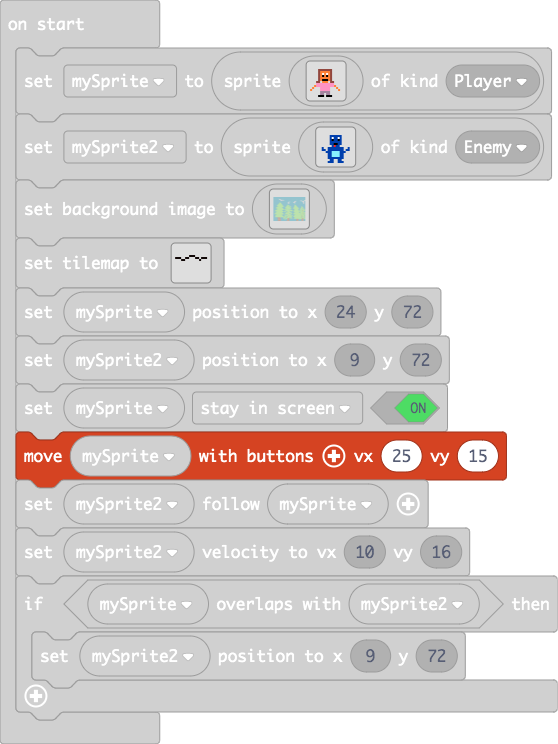 on start
set mySprite to sprite of kind Player
set mySprite2 to sprite of kind Enemy
set background image to
set tilemap to
set mySprite position to x 24 y 72
set mySprite2 position to x 9 y 72
set mySprite stay in screen ON
move mySprite with buttons vx 25 vy 15
set mySprite2 follow mySprite
set mySprite2 velocity to vx 10 vy 16
if mySprite overlaps with mySprite2 then
set mySprite2 position to x 9 y 72